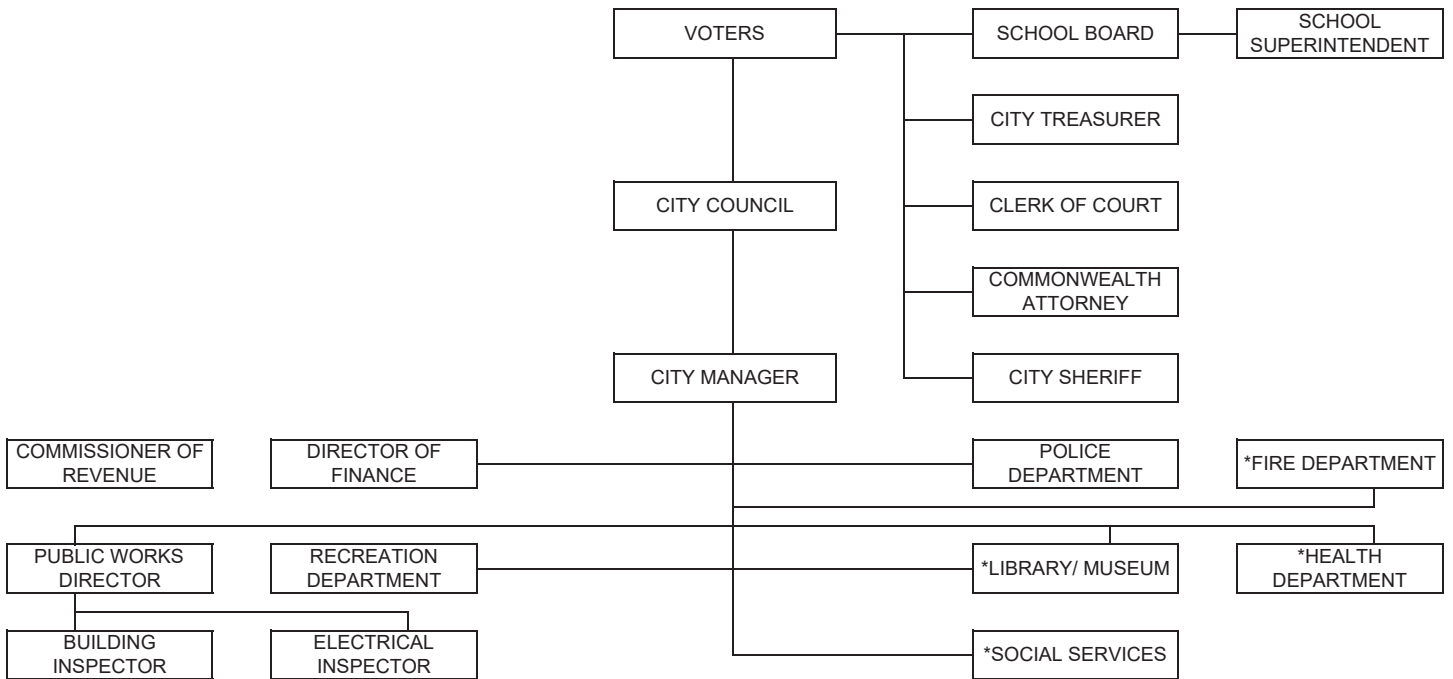 VOTERS
SCHOOL BOARD
SCHOOL
SUPERINTENDENT
CITY TREASURER
CITY COUNCIL
CLERK OF COURT
COMMONWEALTH
ATTORNEY
CITY MANAGER
CITY SHERIFF
COMMISSIONER OF
REVENUE
DIRECTOR OF
FINANCE
POLICE
DEPARTMENT
*FIRE DEPARTMENT
PUBLIC WORKS
DIRECTOR
RECREATION
DEPARTMENT
*LIBRARY/ MUSEUM
*HEALTH
DEPARTMENT
BUILDING
INSPECTOR
ELECTRICAL
INSPECTOR
*SOCIAL SERVICES